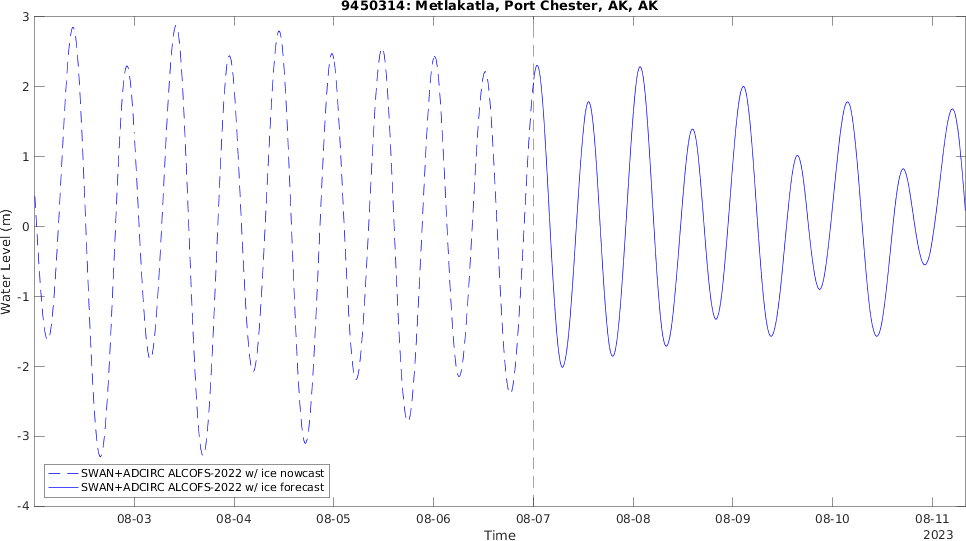 9450314: Metlakatla, Port Chester, AK, AK
3
2
1
0
-1
-2
-3
-4
Water Level (m)
SWAN+ADCIRC ALCOFS-2022 w/ ice nowcast
SWAN+ADCIRC ALCOFS-2022 w/ ice forecast
08-03 08-04 08-05 08-06 08-07 08-08 08-09 08-10 08-11
Time 2023